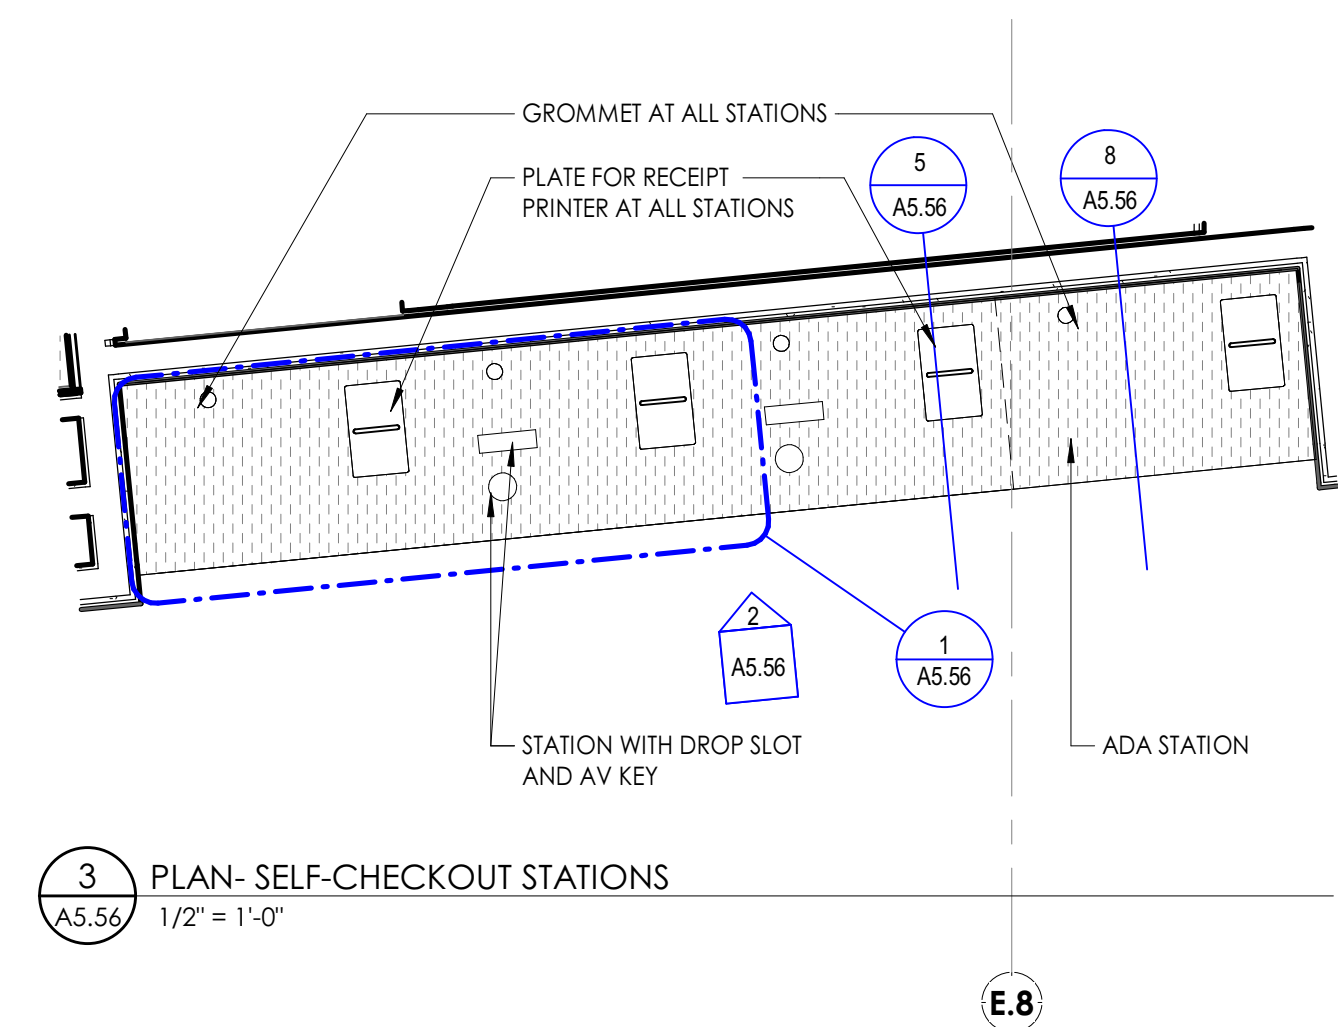 GROMMET AT ALL STATIONS
PLATE FOR RECEIPT
PRINTER AT ALL STATIONS
5
A5.56
8
A5.56
2
A5.56
1
A5.56
STATION WITH DROP SLOT
AND AV KEY
ADA STATION
3
A5.56
PLAN- SELF-CHECKOUT STATIONS
1/2" = 1'-0"
E.8